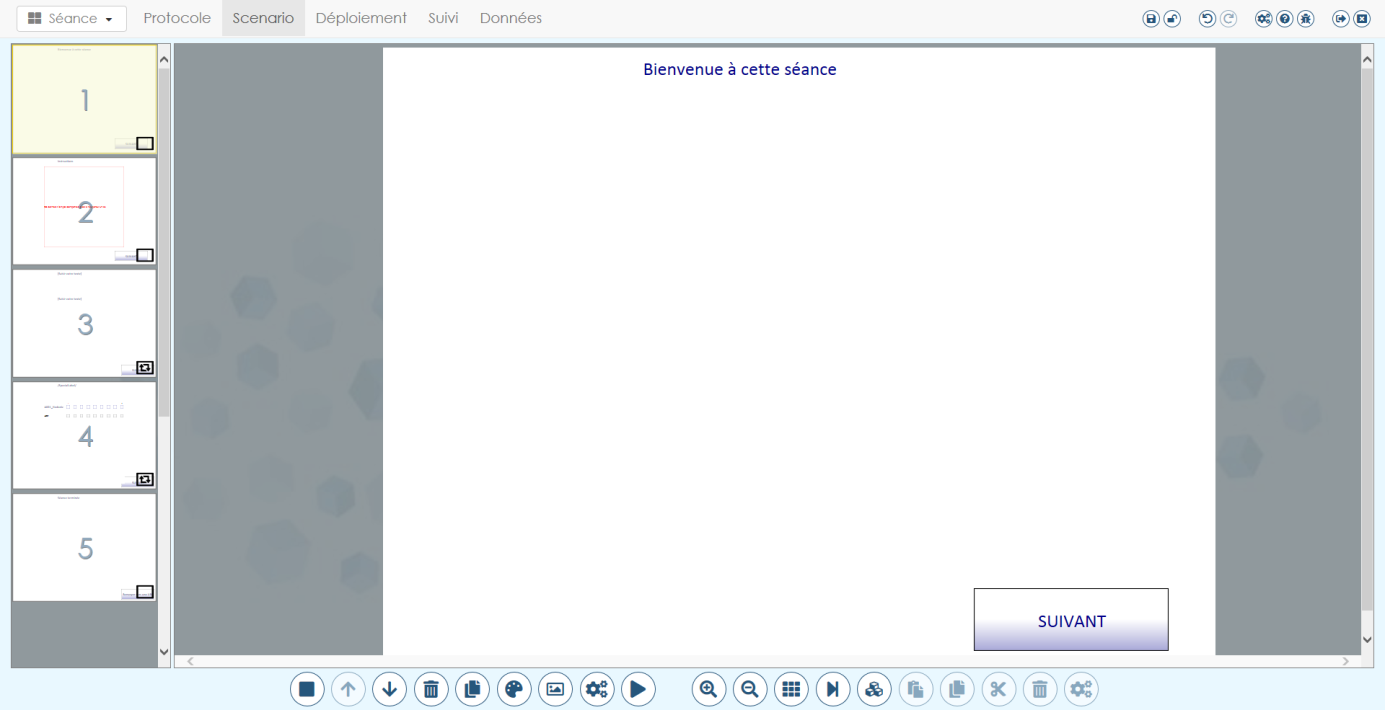 Séance
Protocole
Scenario
Déploiement
Suivi
Données
1
2
3
4
5
Bienvenue à cette séance
SUIVANT